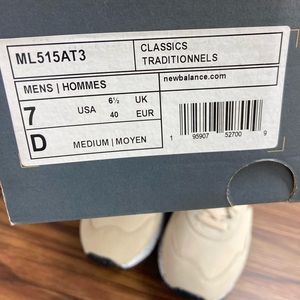 ML515AT3
CLASSICS
TRADITIONNELS
MENS | HOMMES
newbalance.com
7 USA 6½ UK
40 EUR
D MEDIUM | MOYEN
1 95907 52700 9